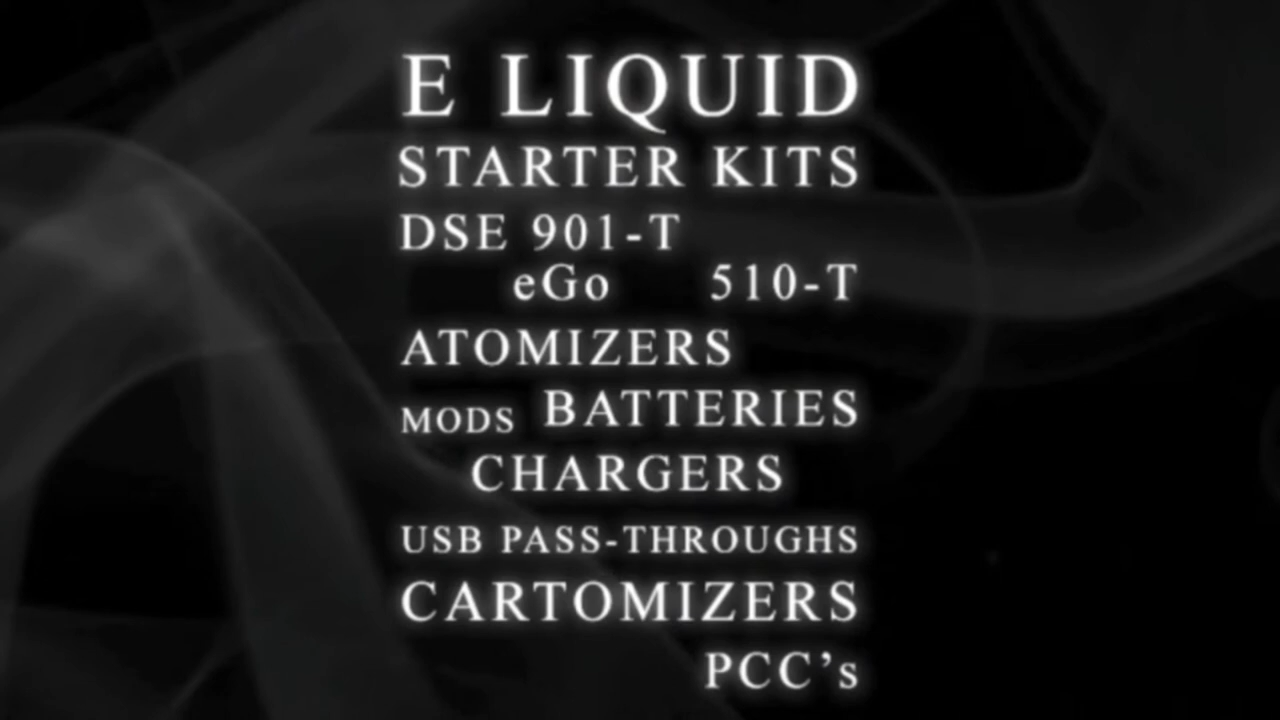 E LIQUID
STARTER KITS
DSE 901-T
eGo 510-T
ATOMIZERS
MODS BATTERIES
CHARGERS
USB PASS-THROUGHS
CARTOMIZERS
PCC’s